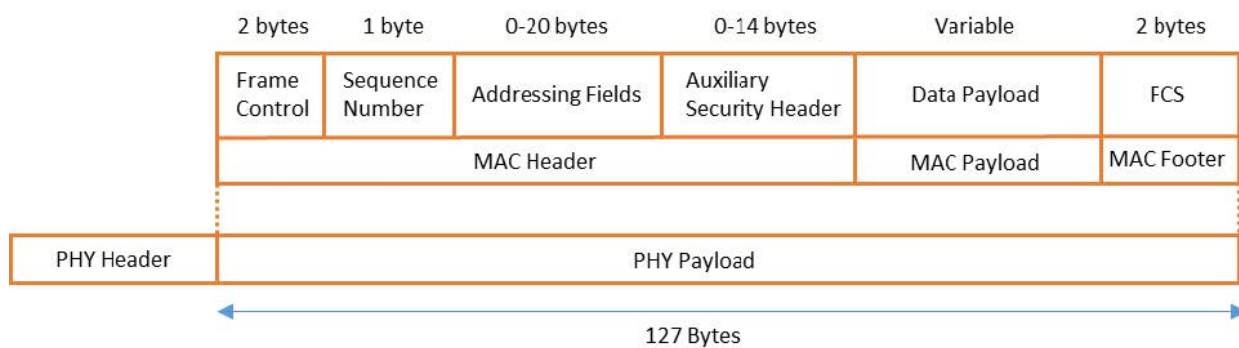 2 bytes 1 byte 0-20 bytes 0-14 bytes Variable 2 bytes
Frame Control Sequence Number Addressing Fields Auxiliary Security Header Data Payload FCS
MAC Header MAC Payload MAC Footer
PHY Header PHY Payload
127 Bytes